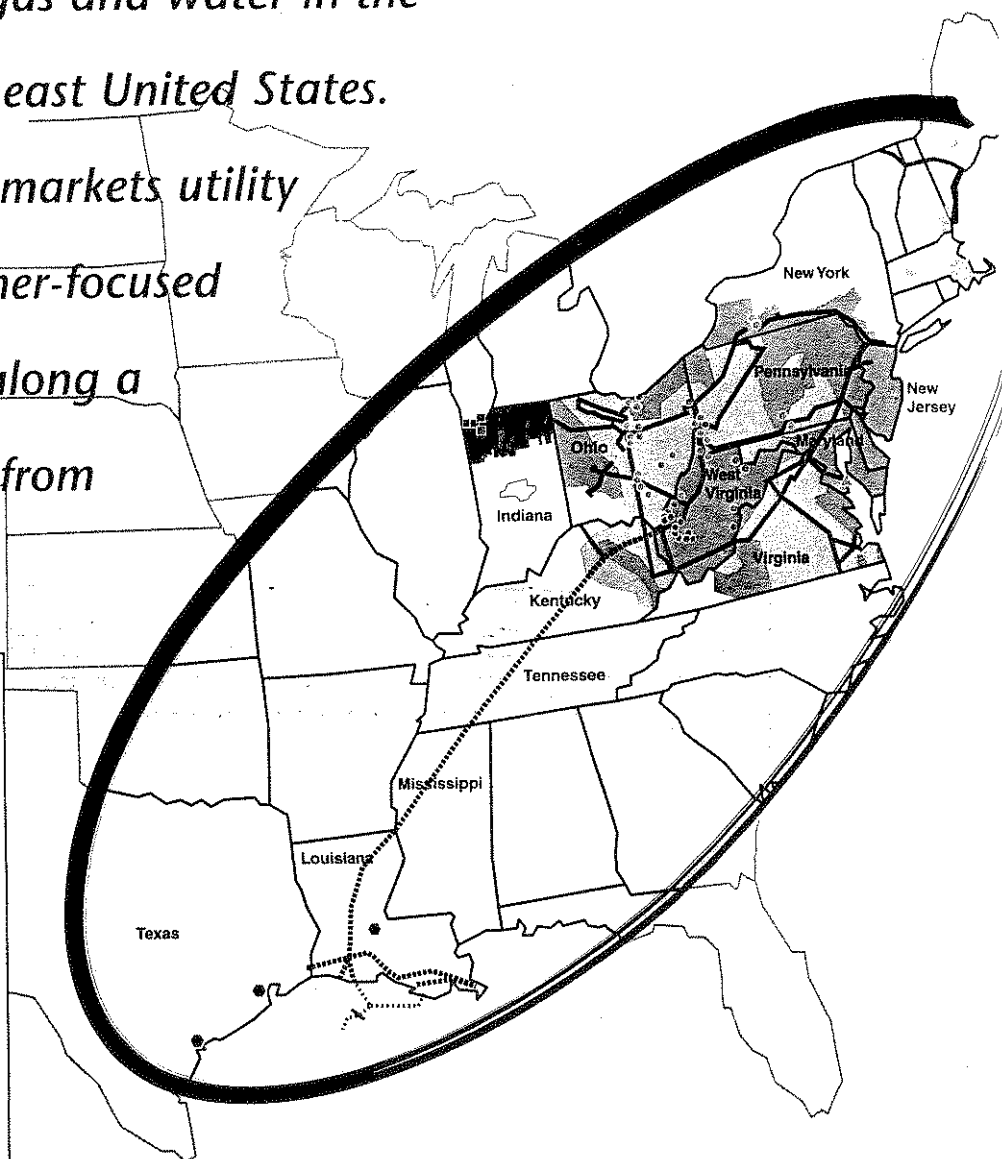 gas and water in the
east United States.
markets utility
ner-focused
along a
from
New York
Pennsylvania
New
Jersey
Ohio
Maryland
West
Virginia
Indiana
Virginia
Kentucky
Tennessee
Mississippi
Louisiana
Texas